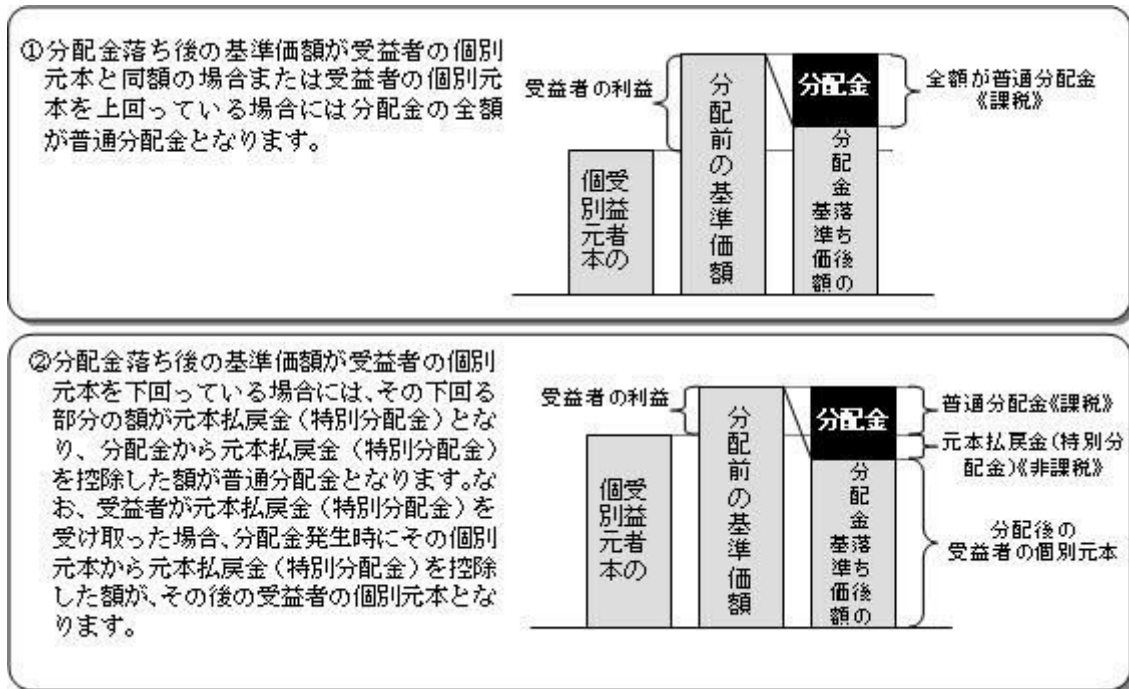 ①分配金落ち後の基準価額が受益者の個別
元本と同額の場合または受益者の個別元
本を上回っている場合には分配金の全額
が普通分配金となります。
受益者の利益
受益者の
個別元本
分配前の基準価額
分配金
分配金落ち後の
基準価額
全額が普通分配金
《課税》
②分配金落ち後の基準価額が受益者の個別
元本を下回っている場合には、その下回る
部分の額が元本払戻金（特別分配金）とな
り、分配金から元本払戻金（特別分配金）
を控除した額が普通分配金となります。な
お、受益者が元本払戻金（特別分配金）を
受け取った場合、分配金発生時にその個別
元本から元本払戻金（特別分配金）を控除
した額が、その後の受益者の個別元本とな
ります。
受益者の利益
受益者の
個別元本
分配前の基準価額
分配金
分配金落ち後の
基準価額
普通分配金《課税》
元本払戻金(特別分
配金)《非課税》
分配後の
受益者の個別元本